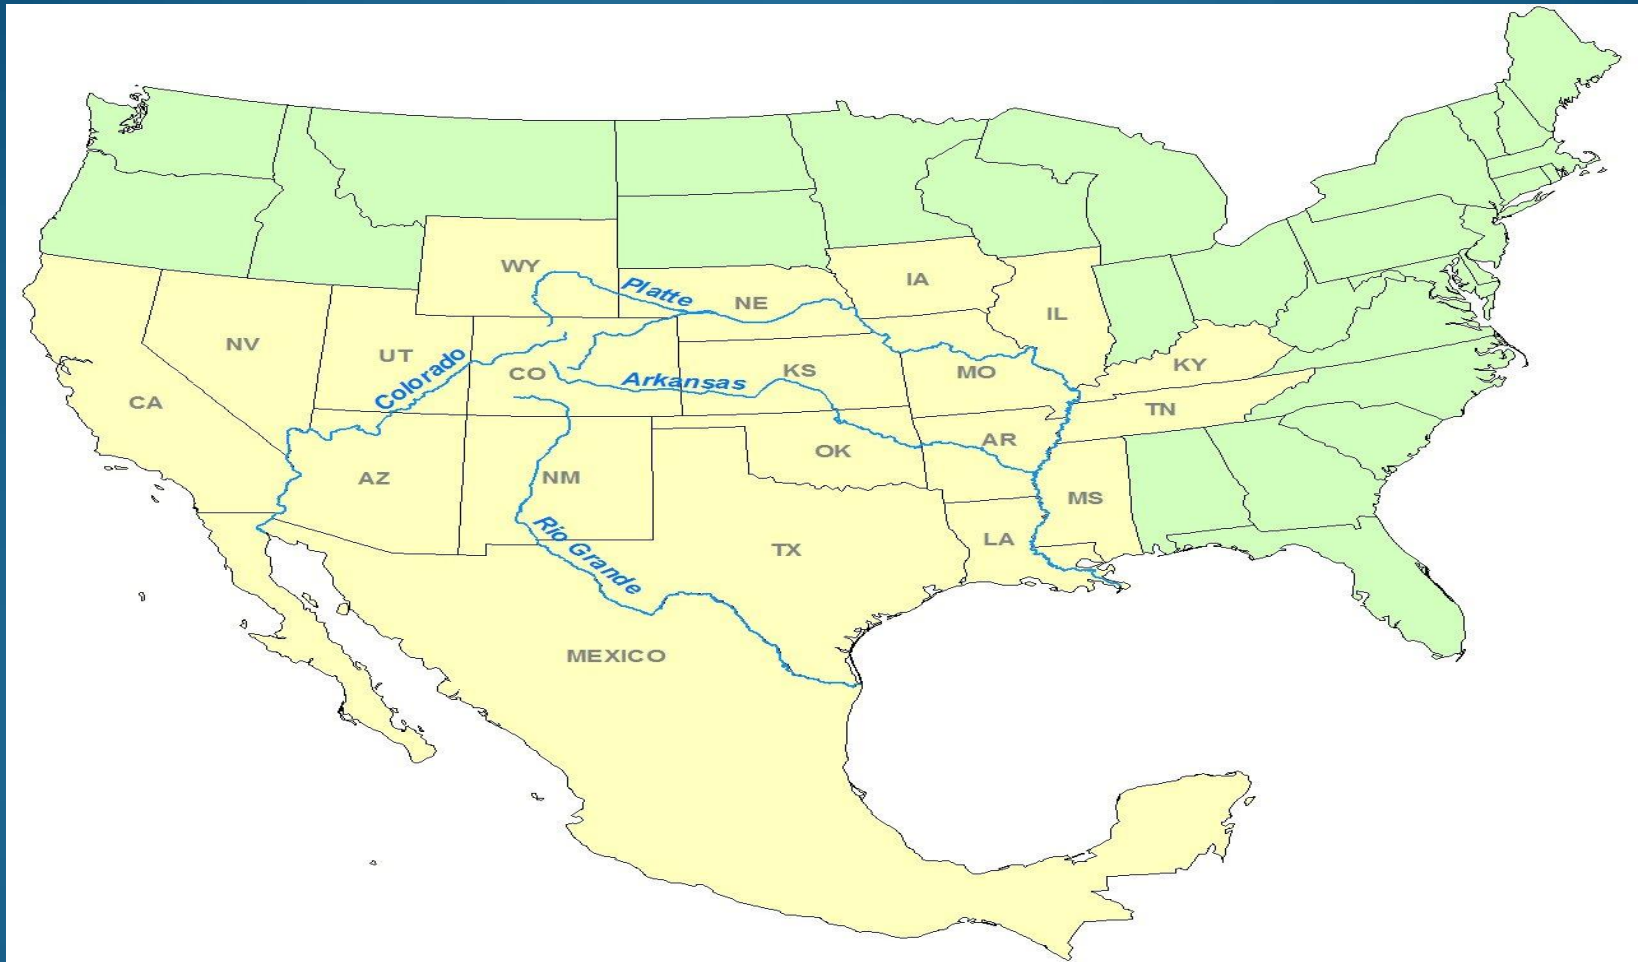 WY
Platte
NE
IA
IL
NV
UT
Colorado
CO
Arkansas
KS
MO
KY
CA
TN
AZ
NM
OK
AR
MS
Rio Grande
TX
LA
MEXICO